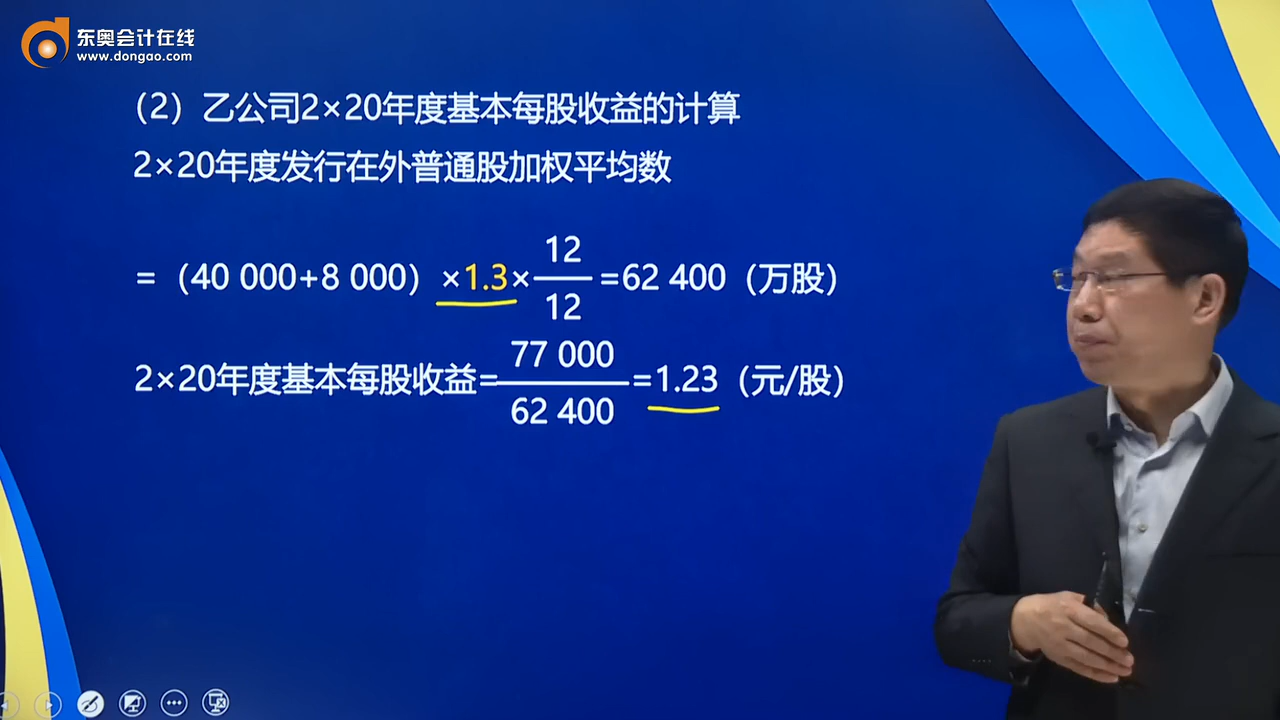 东奥会计在线
www.dongao.com
（2）乙公司2×20年度基本每股收益的计算
2×20年度发行在外普通股加权平均数
=（40 000+8 000）×1.3×12/12=62 400（万股）
2×20年度基本每股收益=77 000/62 400=1.23（元/股）